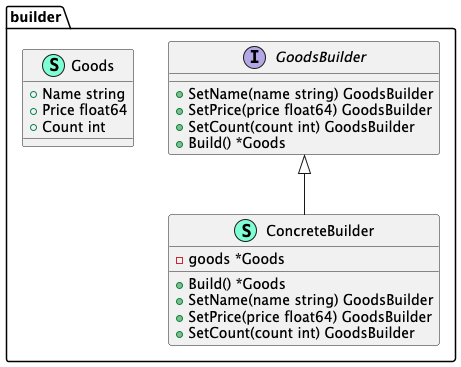 builder
S Goods
Name string
Price float64
Count int
I GoodsBuilder
SetName(name string) GoodsBuilder
SetPrice(price float64) GoodsBuilder
SetCount(count int) GoodsBuilder
Build() *Goods
S ConcreteBuilder
goods *Goods
Build() *Goods
SetName(name string) GoodsBuilder
SetPrice(price float64) GoodsBuilder
SetCount(count int) GoodsBuilder